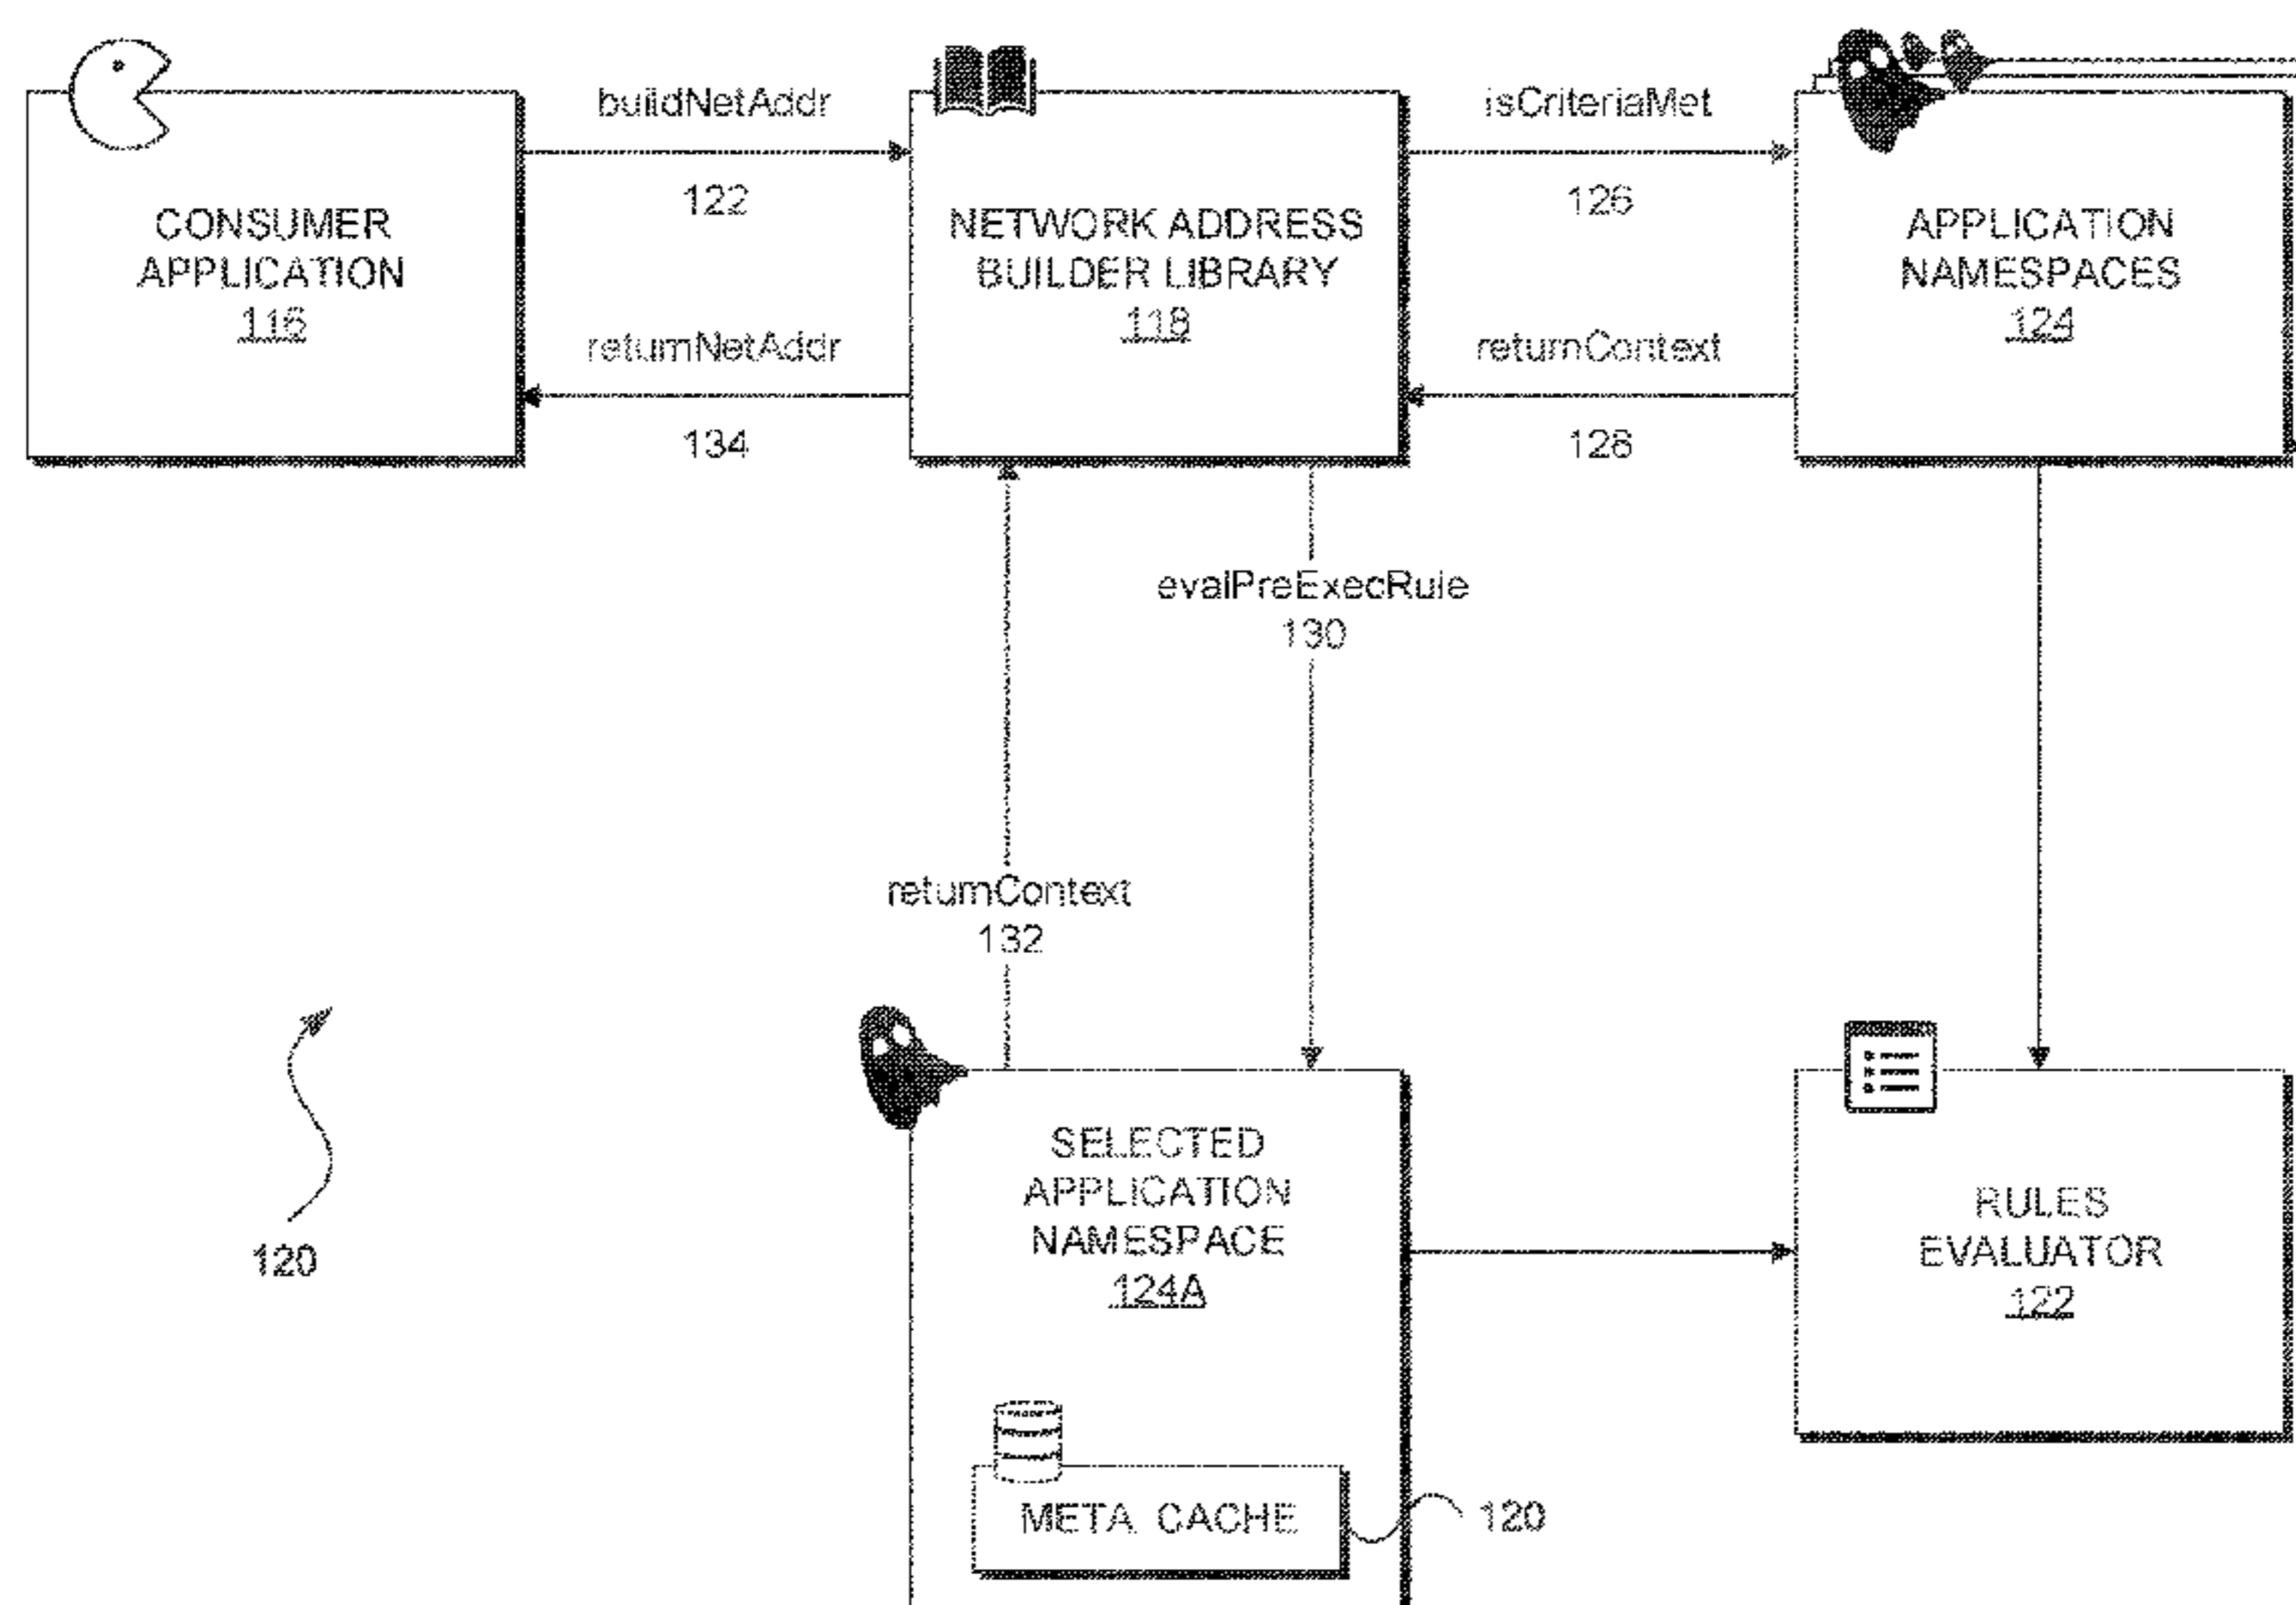 buildNetAddr
122
CONSUMER
APPLICATION
116
returnNetAddr
134
NETWORK ADDRESS
BUILDER LIBRARY
118
isCriteriaMet
126
returnContext
128
APPLICATION
NAMESPACES
124
evalPreExecRule
130
returnContext
132
120
SELECTED
APPLICATION
NAMESPACE
124A
META CACHE
120
RULES
EVALUATOR
122